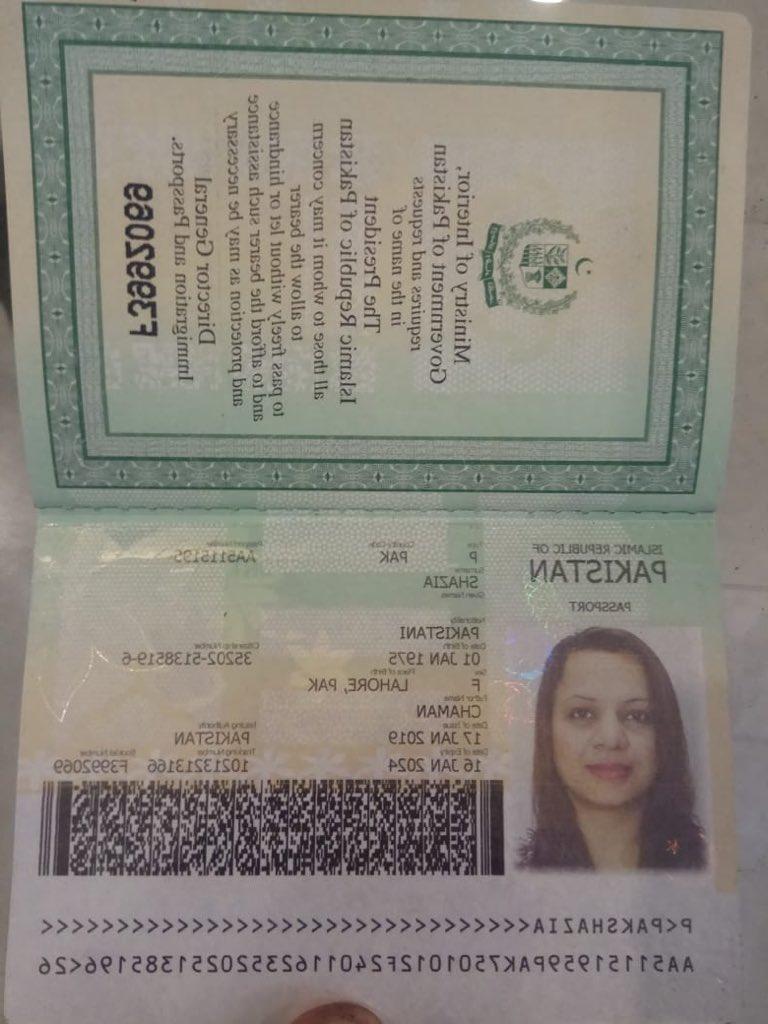 Ministry of Interior,
Government of Pakistan
requires and requests
in the name of
The President
Islamic Republic of Pakistan
all those to whom it may concern
to allow the bearer
to pass freely without let or hindrance
and to afford the bearer such assistance
and protection as may be necessary
Director General
Immigration and Passports.
F3992069
ISLAMIC REPUBLIC OF
PAKISTAN
PASSPORT
Type Country Code Passport Number
P PAK AA5115195
Surname
SHAZIA
Given Names
Nationality
PAKISTANI
Date of Birth Citizenship Number
01 JAN 1975 35202-5138519-6
Sex Place of Birth
F LAHORE, PAK
Father Name
CHAMAN
Date of Issue Issuing Authority
17 JAN 2019 PAKISTAN
Date of Expiry Tracking Number Booklet Number
16 JAN 2024 10213213166 F3992069
P<PAKSHAZIA<<<<<<<<<<<<<<<<<<<<<<<<<<<<<<<<<
AA51151959PAK7501012F24011623520251385196<26